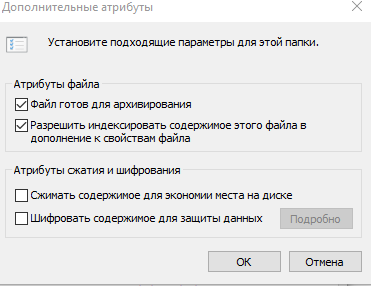 Дополнительные атрибуты
Установите подходящие параметры для этой папки.
Атрибуты файла
Файл готов для архивирования
Разрешить индексировать содержимое этого файла в
дополнение к свойствам файла
Атрибуты сжатия и шифрования
Сжимать содержимое для экономии места на диске
Шифровать содержимое для защиты данных
Подробно
ОК
Отмена